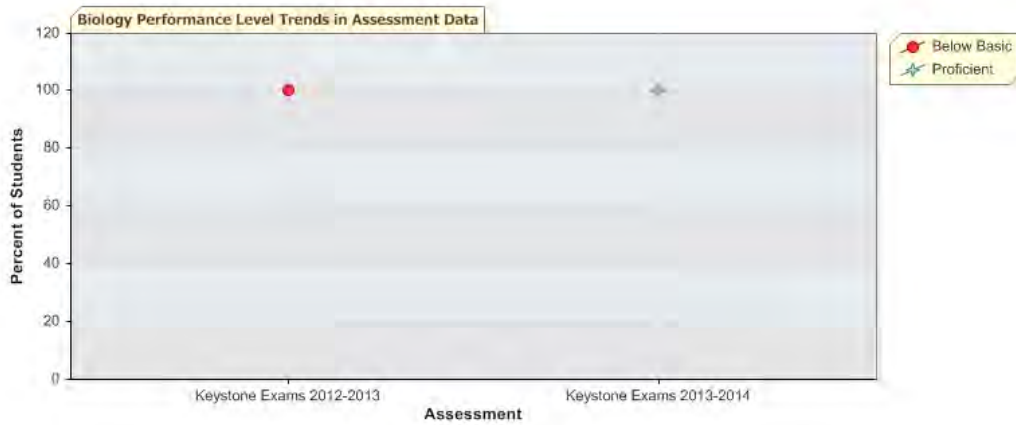 Biology Performance Level Trends in Assessment Data
120
100
80
60
40
20
0
Percent of Students
Keystone Exams 2012-2013
Keystone Exams 2013-2014
Assessment
Below Basic
Proficient